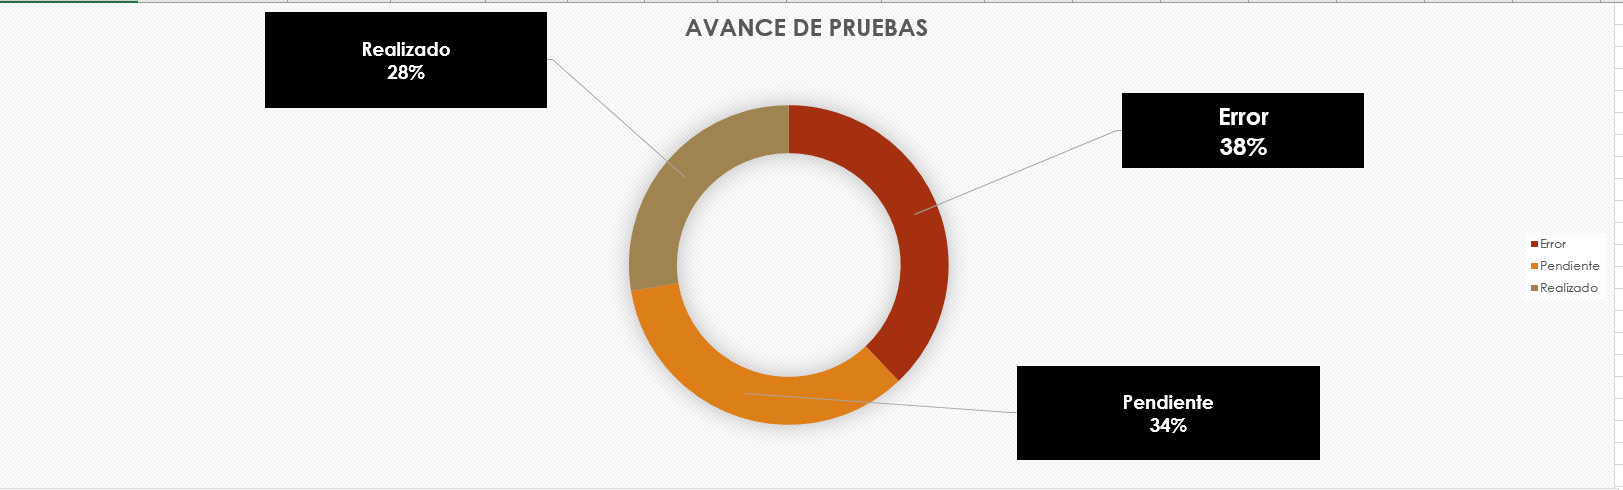 AVANCE DE PRUEBAS
Realizado
28%
Error
38%
Pendiente
34%
Error
Pendiente
Realizado